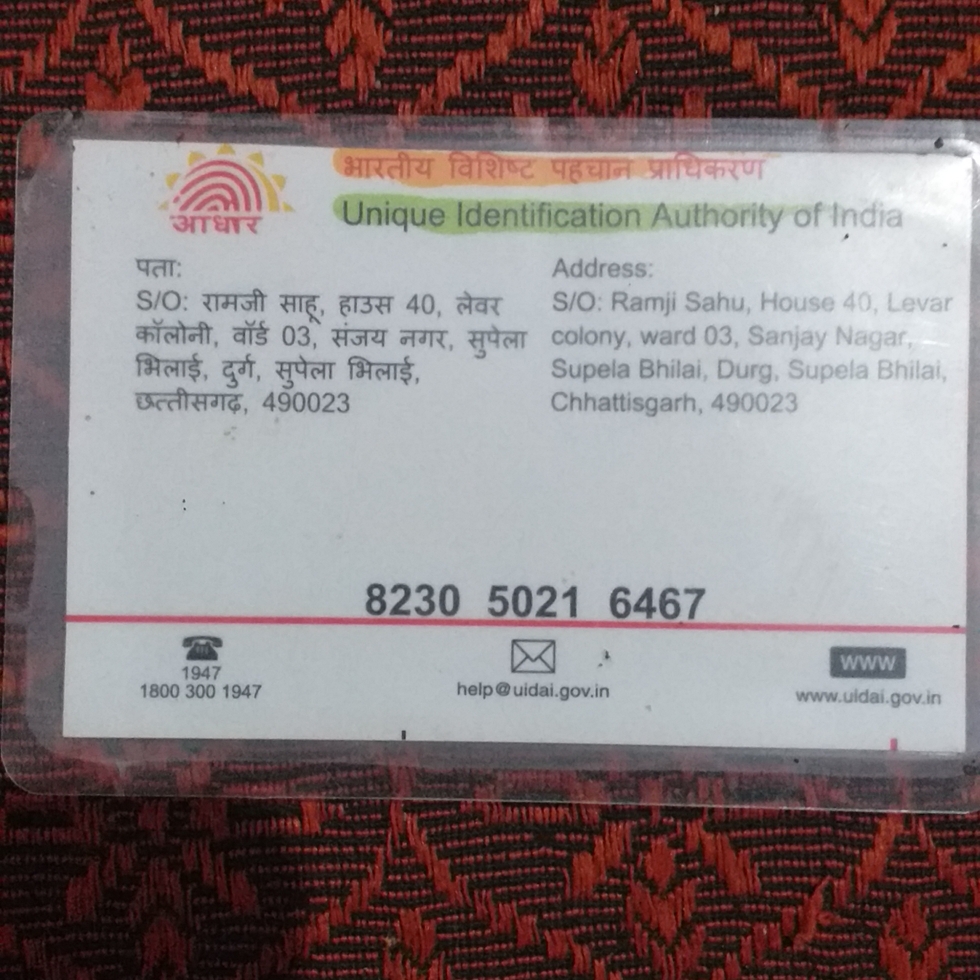 आधार
भारतीय विशिष्ट पहचान प्राधिकरण
Unique Identification Authority of India
पता:
S/O: रामजी साहू, हाउस 40, लेवर
कॉलोनी, वॉर्ड 03, संजय नगर, सुपेला
भिलाई, दुर्ग, सुपेला भिलाई,
छत्तीसगढ़, 490023
Address:
S/O: Ramji Sahu, House 40, Levar
colony, ward 03, Sanjay Nagar,
Supela Bhilai, Durg, Supela Bhilai,
Chhattisgarh, 490023
8230 5021 6467
1947
1800 300 1947
help@uidai.gov.in
www
www.uidai.gov.in